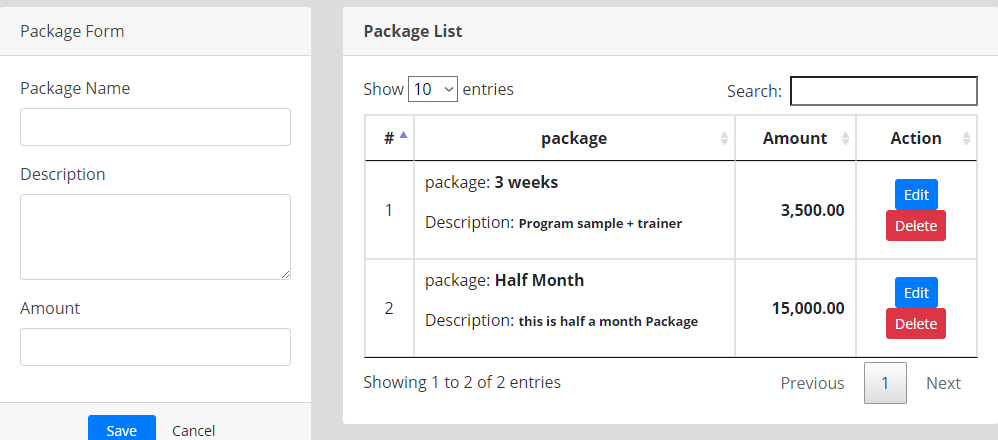 Package Form
Package Name
Description
Amount
Save Cancel
Package List
Show 10 entries
Search:
# package Amount Action
package: 3 weeks
Edit
1 3,500.00
Description: Program sample + trainer
Delete
package: Half Month
Edit
2 15,000.00
Description: this is half a month Package
Delete
Showing 1 to 2 of 2 entries
Previous 1 Next